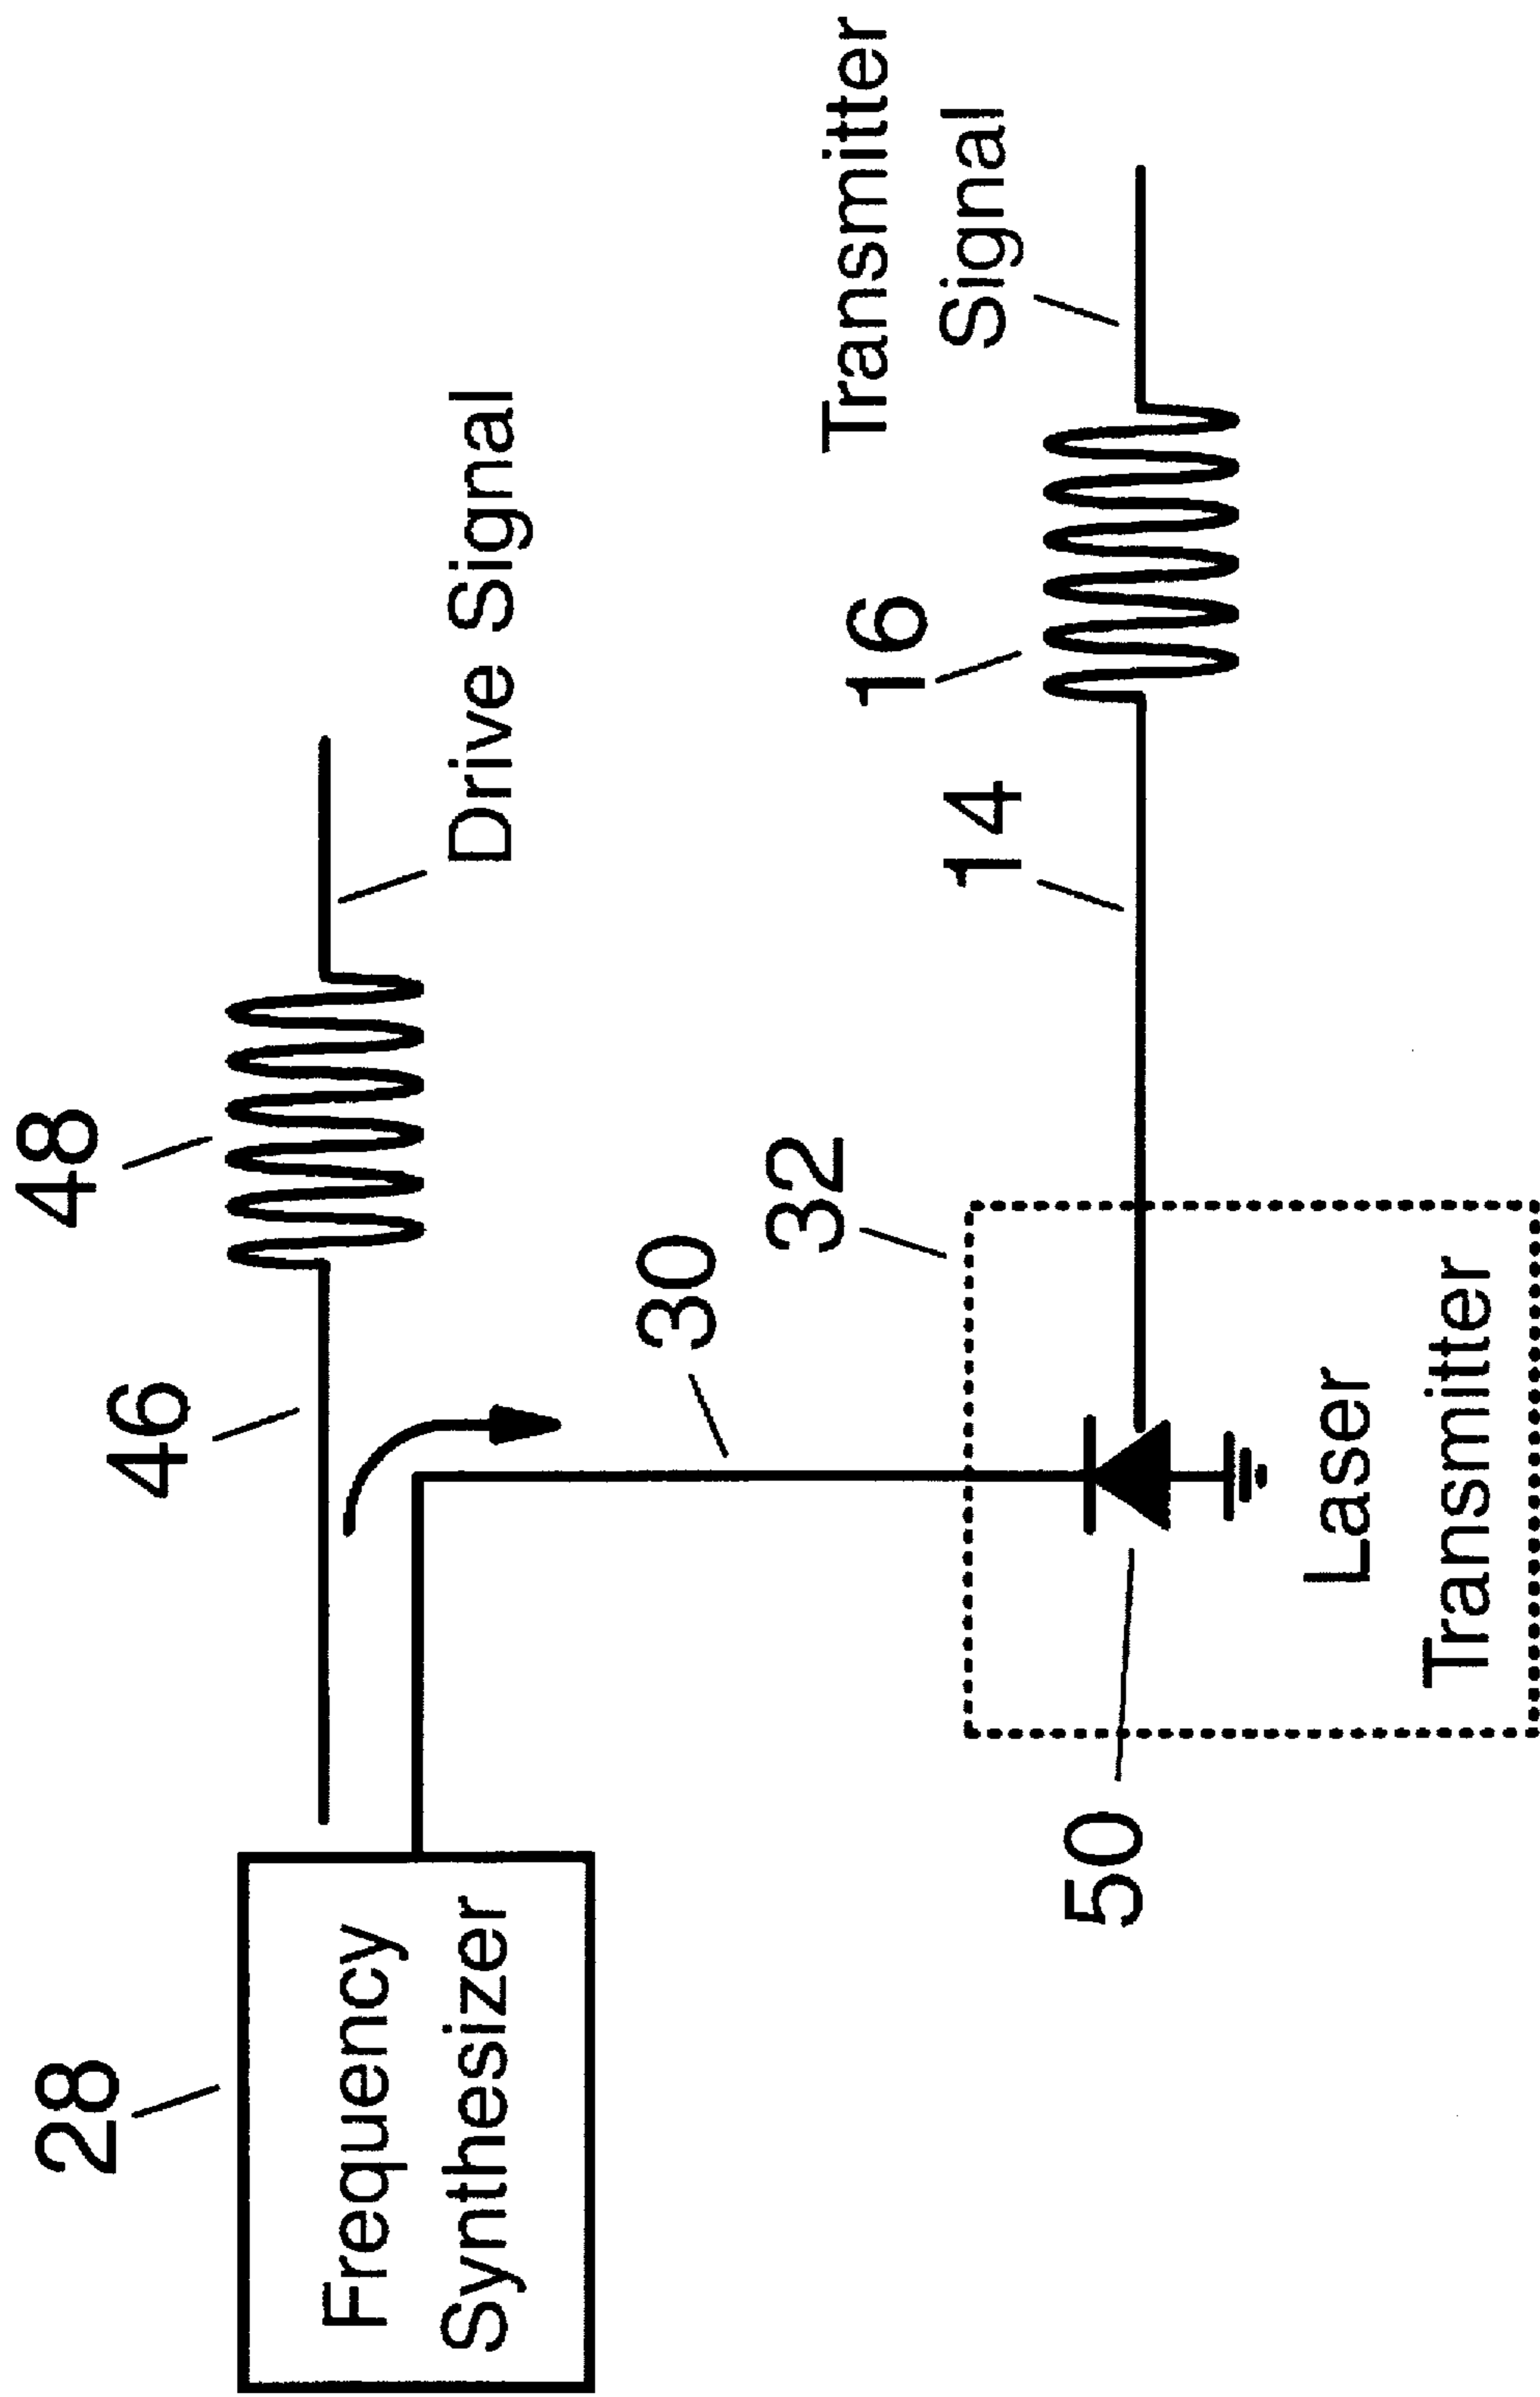 48
46
Drive Signal
28
Frequency
Synthesizer
30
Transmitter
Signal
16
14
32
50
Laser
Transmitter